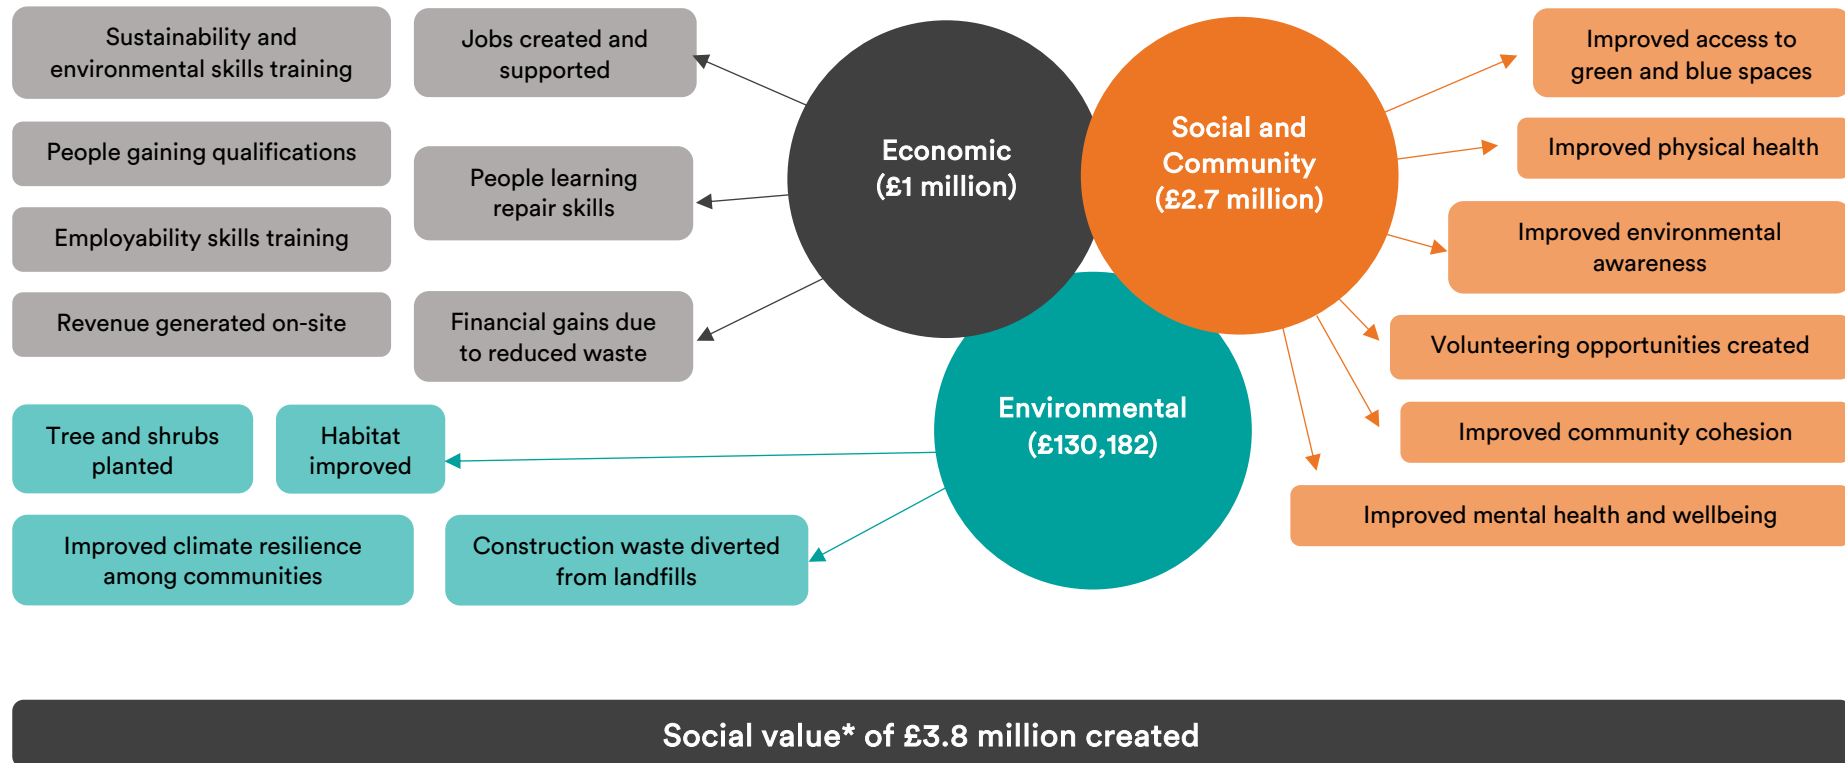 Sustainability and
environmental skills training
People gaining qualifications
Employability skills training
Revenue generated on-site
Jobs created and
supported
People learning
repair skills
Financial gains due
to reduced waste
Economic
(£1 million)
Social and
Community
(£2.7 million)
Environmental
(£130,182)
Improved access to
green and blue spaces
Improved physical health
Improved environmental
awareness
Volunteering opportunities created
Improved community cohesion
Improved mental health and wellbeing
Tree and shrubs
planted
Habitat
improved
Improved climate resilience
among communities
Construction waste diverted
from landfills
Social value* of £3.8 million created